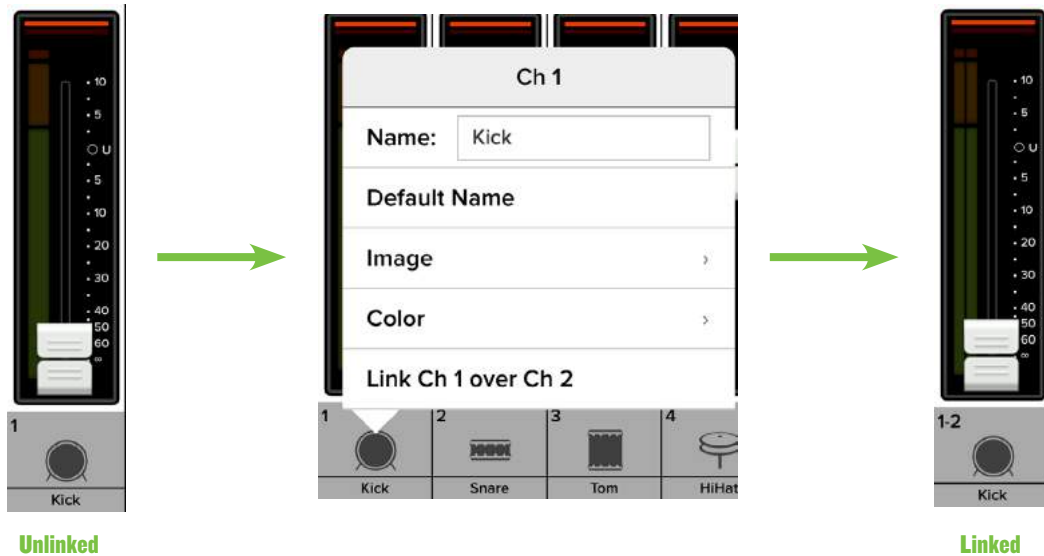 10
5
U
5
10
20
30
40
50
60
∞
1
Kick
Unlinked
Ch 1
Name: Kick
Default Name
Image ›
Color ›
Link Ch 1 over Ch 2
1 2 3 4
Kick Snare Tom HiHat
10
5
U
5
10
20
30
40
50
60
∞
1-2
Kick
Linked